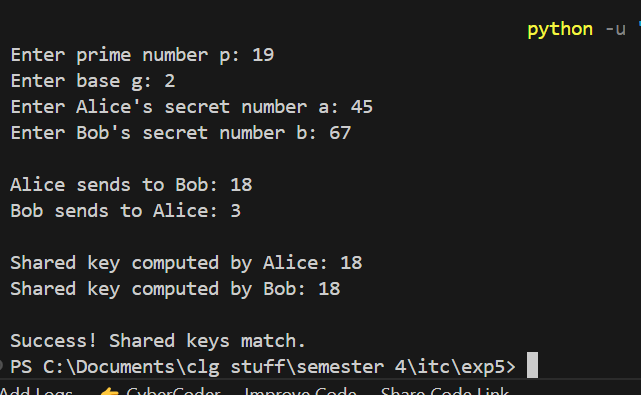 python -u '
Enter prime number p: 19
Enter base g: 2
Enter Alice's secret number a: 45
Enter Bob's secret number b: 67
Alice sends to Bob: 18
Bob sends to Alice: 3
Shared key computed by Alice: 18
Shared key computed by Bob: 18
Success! Shared keys match.
PS C:\Documents\clg stuff\semester 4\itc\exp5>
Add Logs 👉 CyberCoder Improve Code Share Code Link